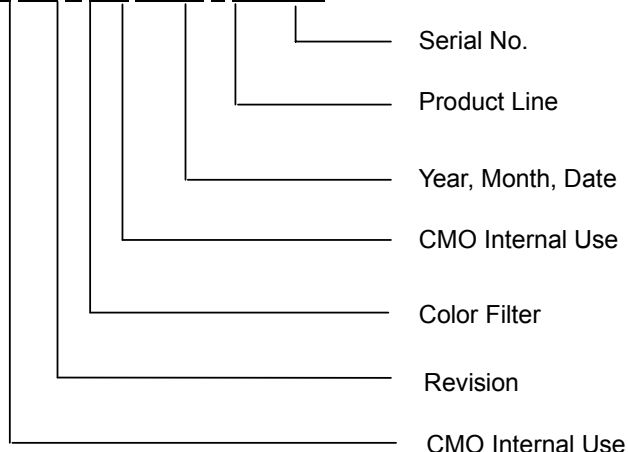 Serial No.
Product Line
Year, Month, Date
CMO Internal Use
Color Filter
Revision
CMO Internal Use